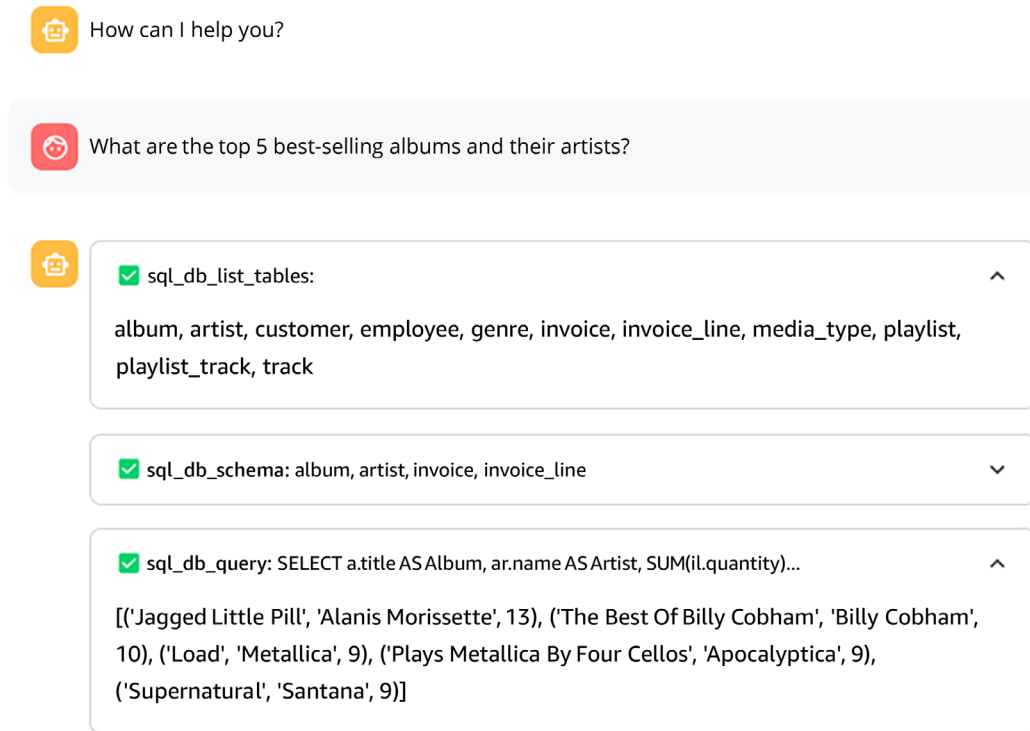 How can I help you?
What are the top 5 best-selling albums and their artists?
sql_db_list_tables:
album, artist, customer, employee, genre, invoice, invoice_line, media_type, playlist,
playlist_track, track
sql_db_schema: album, artist, invoice, invoice_line
sql_db_query: SELECT a.title AS Album, ar.name AS Artist, SUM(il.quantity)...
[('Jagged Little Pill', 'Alanis Morissette', 13), ('The Best Of Billy Cobham', 'Billy Cobham',
10), ('Load', 'Metallica', 9), ('Plays Metallica By Four Cellos', 'Apocalyptica', 9),
('Supernatural', 'Santana', 9)]